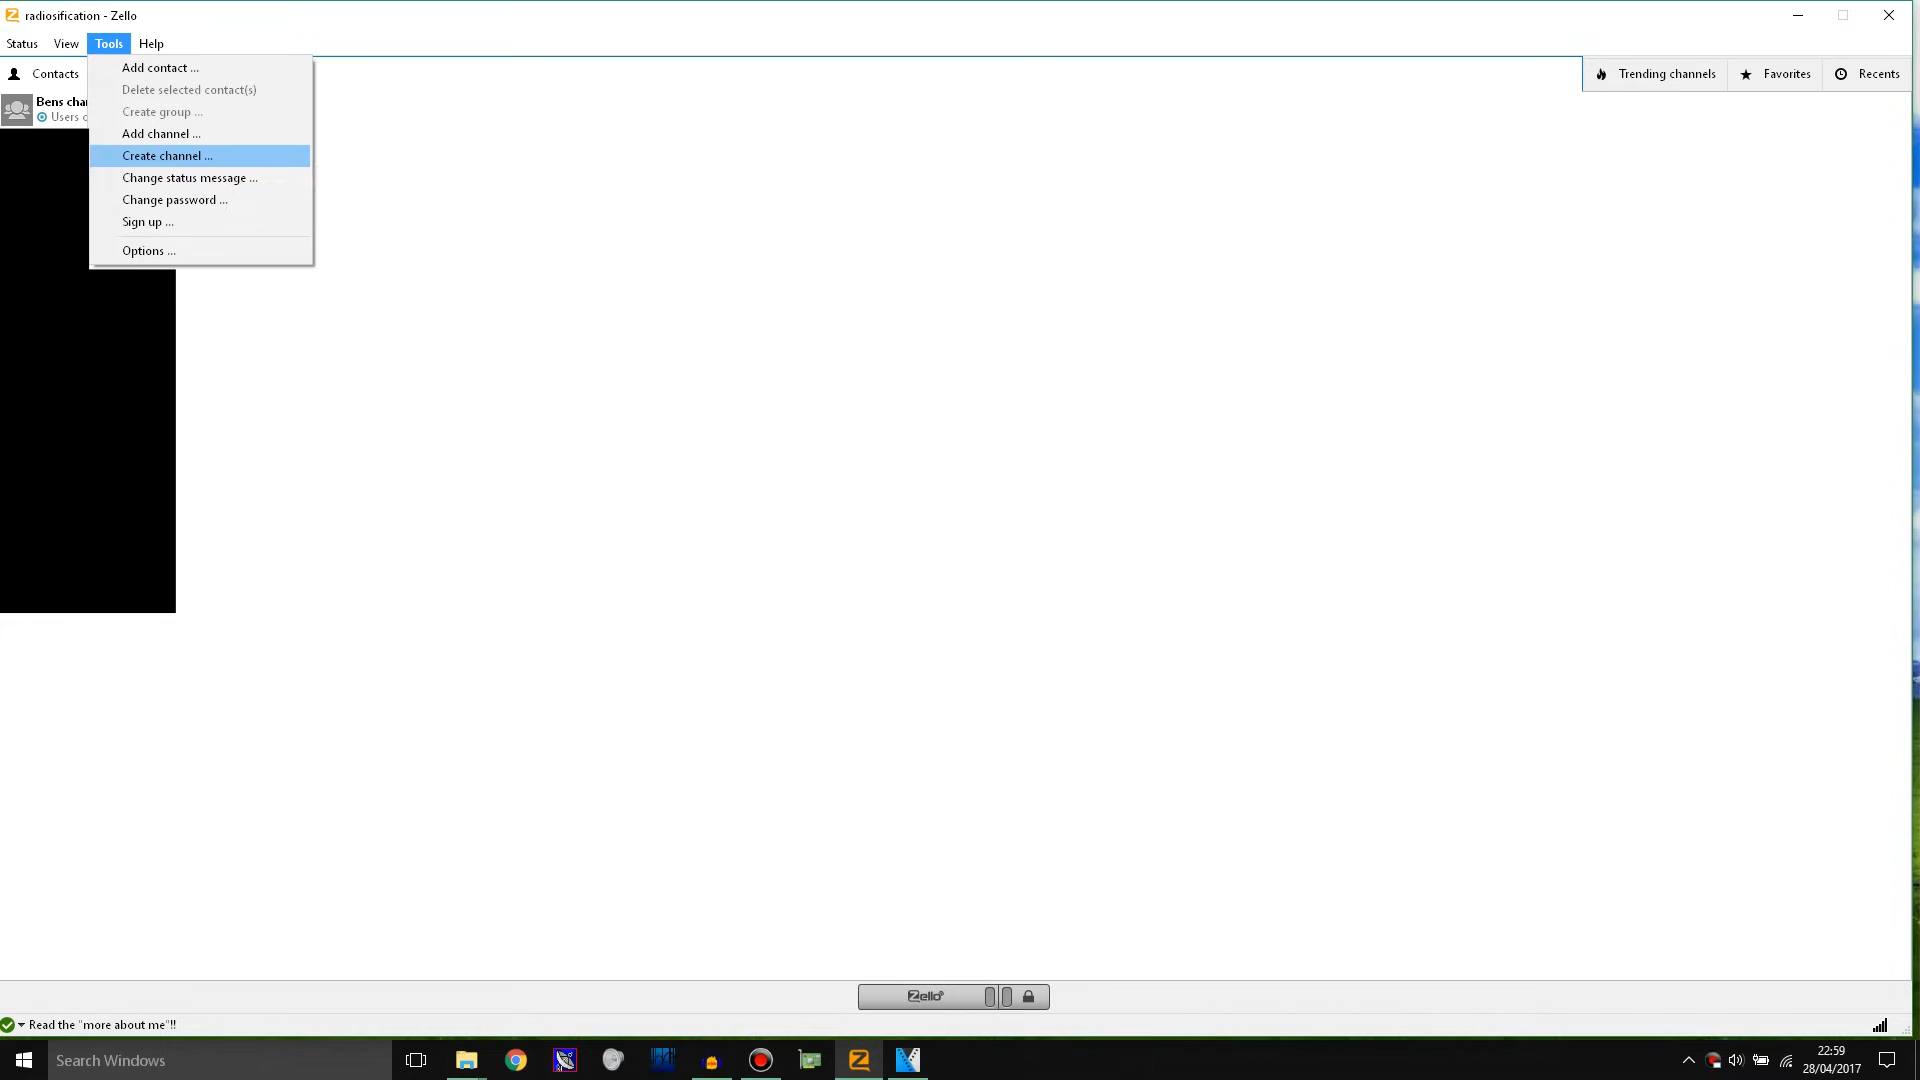 radiosification - Zello
Status View Tools Help
Contacts
Trending channels
Favorites
Recents
Bens
Users
Add contact ...
Delete selected contact(s)
Create group ...
Add channel ...
Create channel ...
Change status message ...
Change password ...
Sign up ...
Options ...
Zello
Read the "more about me"!!
Search Windows
22:59
28/04/2017